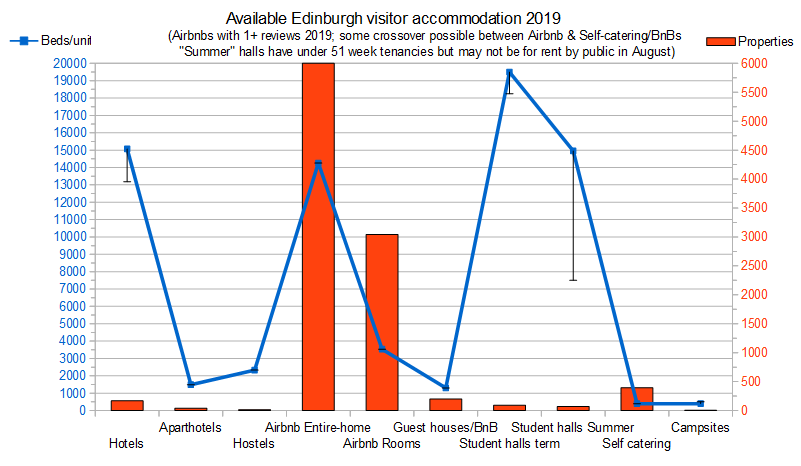 Available Edinburgh visitor accommodation 2019
(Airbnbs with 1+ reviews 2019; some crossover possible between Airbnb & Self-catering/BnBs
"Summer" halls have under 51 week tenancies but may not be for rent by public in August)
Beds/unit
Properties
20000
19000
18000
17000
16000
15000
14000
13000
12000
11000
10000
9000
8000
7000
6000
5000
4000
3000
2000
1000
0
6000
5500
5000
4500
4000
3500
3000
2500
2000
1500
1000
500
0
Hotels
Aparthotels
Hostels
Airbnb Entire-home
Airbnb Rooms
Guest houses/BnB
Student halls term
Student halls Summer
Self catering
Campsites